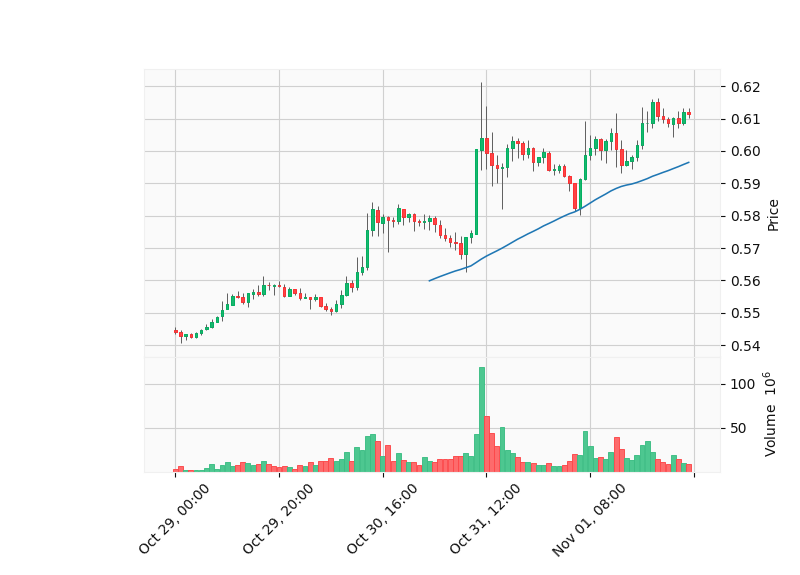 0.62
0.61
0.60
0.59
0.58
0.57
0.56
0.55
0.54
Price
100
50
Volume 10⁶
Oct 29, 00:00
Oct 29, 20:00
Oct 30, 16:00
Oct 31, 12:00
Nov 01, 08:00